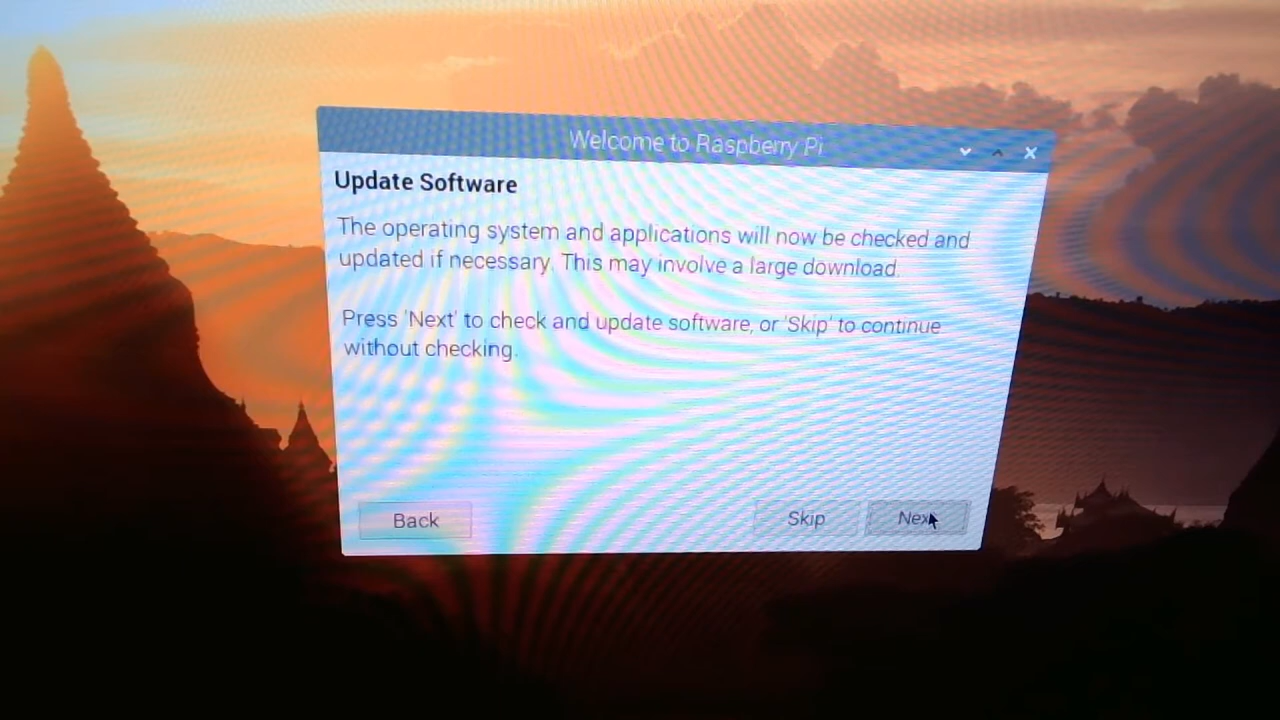 Welcome to Raspberry Pi
Update Software
The operating system and applications will now be checked and
updated if necessary. This may involve a large download.
Press 'Next' to check and update software, or 'Skip' to continue
without checking.
Back
Skip
Next